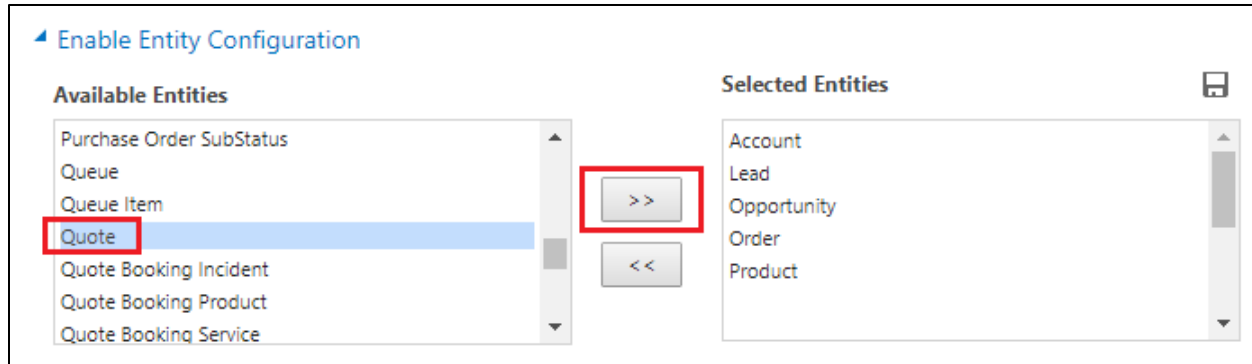 Enable Entity Configuration
Available Entities
Purchase Order SubStatus
Queue
Queue Item
Quote
Quote Booking Incident
Quote Booking Product
Quote Booking Service
>>
<<
Selected Entities
Account
Lead
Opportunity
Order
Product